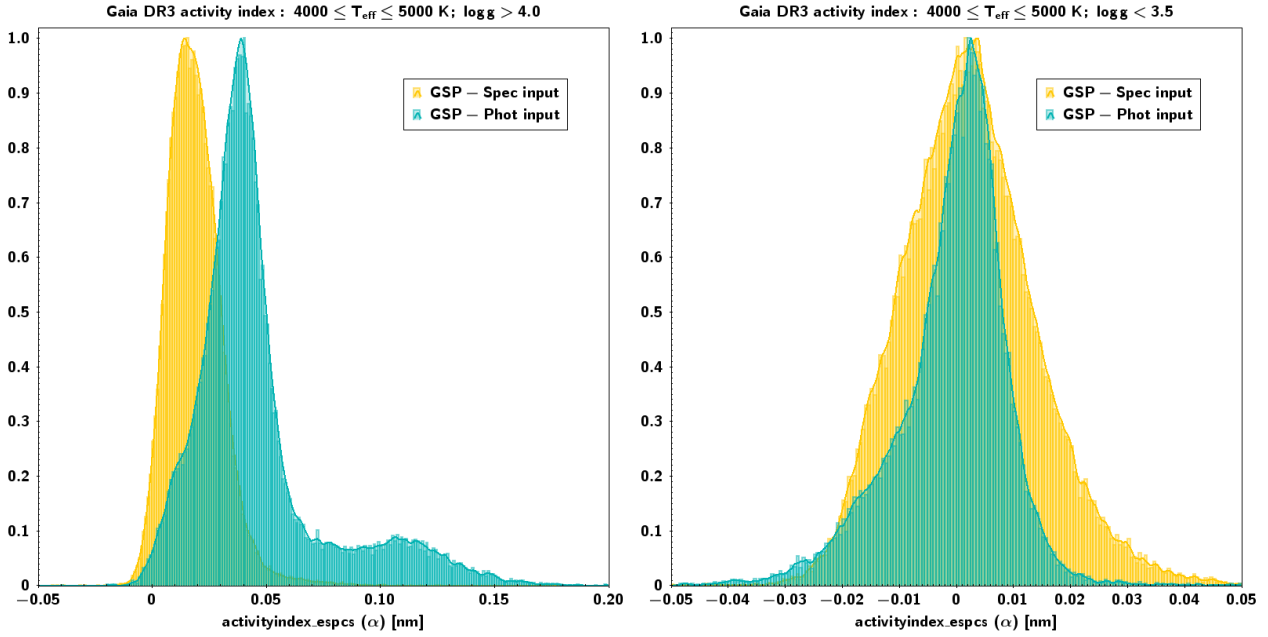 Gaia DR3 activity index : 4000 ≤ T_eff ≤ 5000 K; log g > 4.0
1.0
0.9
0.8
0.7
0.6
0.5
0.4
0.3
0.2
0.1
0
GSP − Spec input
GSP − Phot input
−0.05 0 0.05 0.10 0.15 0.20
activityindex_espcs (α) [nm]
Gaia DR3 activity index : 4000 ≤ T_eff ≤ 5000 K; log g < 3.5
1.0
0.9
0.8
0.7
0.6
0.5
0.4
0.3
0.2
0.1
0
GSP − Spec input
GSP − Phot input
−0.05 −0.04 −0.03 −0.02 −0.01 0 0.01 0.02 0.03 0.04 0.05
activityindex_espcs (α) [nm]